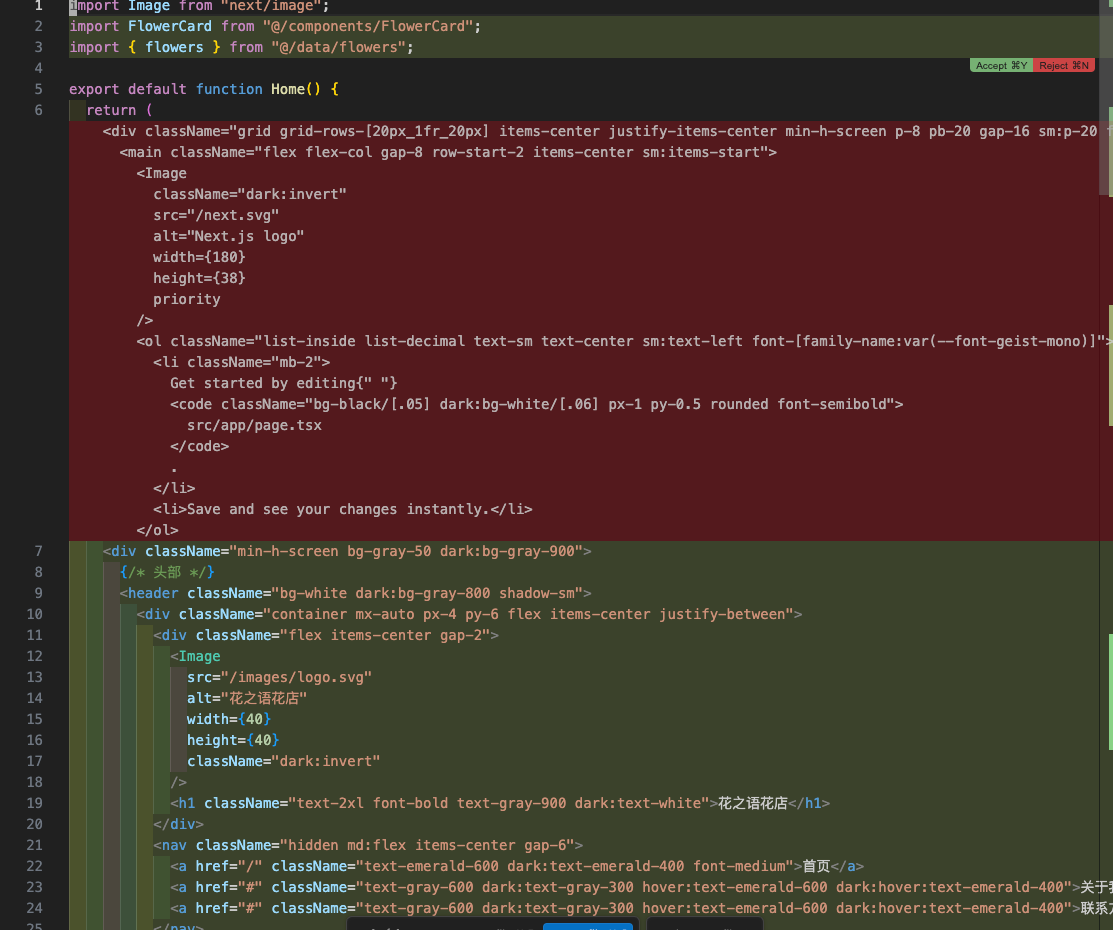 1 import Image from "next/image";
2 import FlowerCard from "@/components/FlowerCard";
3 import { flowers } from "@/data/flowers";
4
Accept ⌘Y Reject ⌘N
5 export default function Home() {
6 return (
<div className="grid grid-rows-[20px_1fr_20px] items-center justify-items-center min-h-screen p-8 pb-20 gap-16 sm:p-20
<main className="flex flex-col gap-8 row-start-2 items-center sm:items-start">
<Image
className="dark:invert"
src="/next.svg"
alt="Next.js logo"
width={180}
height={38}
priority
/>
<ol className="list-inside list-decimal text-sm text-center sm:text-left font-[family-name:var(--font-geist-mono)]">
<li className="mb-2">
Get started by editing{" "}
<code className="bg-black/[.05] dark:bg-white/[.06] px-1 py-0.5 rounded font-semibold">
src/app/page.tsx
</code>
.
</li>
<li>Save and see your changes instantly.</li>
</ol>
7 <div className="min-h-screen bg-gray-50 dark:bg-gray-900">
8 {/* 头部 */}
9 <header className="bg-white dark:bg-gray-800 shadow-sm">
10 <div className="container mx-auto px-4 py-6 flex items-center justify-between">
11 <div className="flex items-center gap-2">
12 <Image
13 src="/images/logo.svg"
14 alt="花之语花店"
15 width={40}
16 height={40}
17 className="dark:invert"
18 />
19 <h1 className="text-2xl font-bold text-gray-900 dark:text-white">花之语花店</h1>
20 </div>
21 <nav className="hidden md:flex items-center gap-6">
22 <a href="/" className="text-emerald-600 dark:text-emerald-400 font-medium">首页</a>
23 <a href="#" className="text-gray-600 dark:text-gray-300 hover:text-emerald-600 dark:hover:text-emerald-400">关于
24 <a href="#" className="text-gray-600 dark:text-gray-300 hover:text-emerald-600 dark:hover:text-emerald-400">联系
25 </nav>